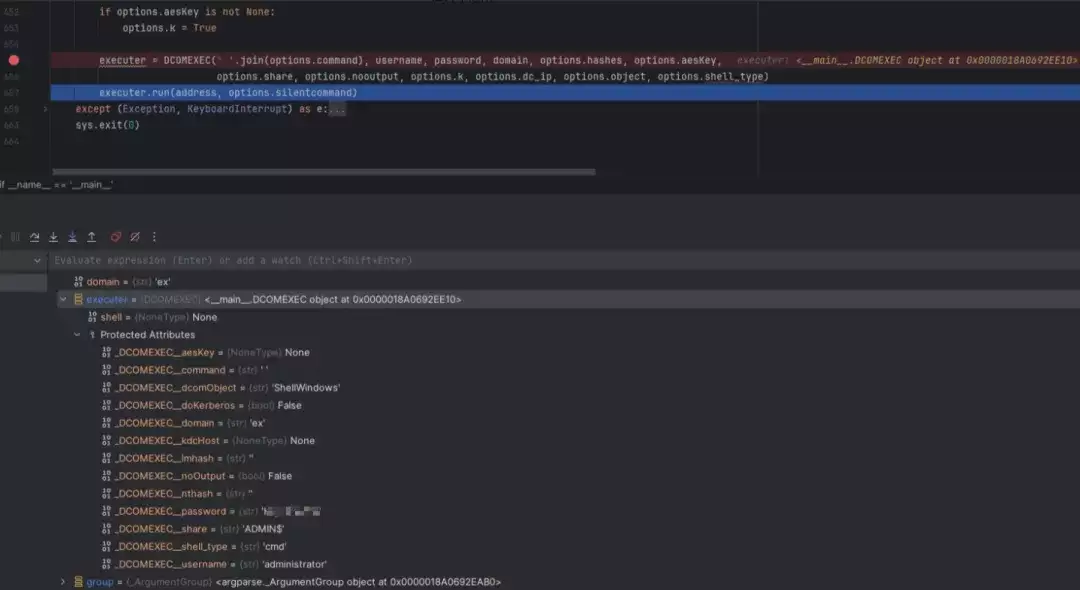 652 if options.aesKey is not None:
653 options.k = True
654
executer = DCOMEXEC(' '.join(options.command), username, password, domain, options.hashes, options.aesKey, executer: <__main__.DCOMEXEC object at 0x0000018A0692EE10>
656 options.share, options.nooutput, options.k, options.dc_ip, options.object, options.shell_type)
657 executer.run(address, options.silentcommand)
658 except (Exception, KeyboardInterrupt) as e:...
663 sys.exit(0)
664
if __name__ == '__main__'
Evaluate expression (Enter) or add a watch (Ctrl+Shift+Enter)
domain = {str} 'ex'
executer = {DCOMEXEC} <__main__.DCOMEXEC object at 0x0000018A0692EE10>
shell = {NoneType} None
Protected Attributes
_DCOMEXEC__aesKey = {NoneType} None
_DCOMEXEC__command = {str} ' '
_DCOMEXEC__dcomObject = {str} 'ShellWindows'
_DCOMEXEC__doKerberos = {bool} False
_DCOMEXEC__domain = {str} 'ex'
_DCOMEXEC__kdcHost = {NoneType} None
_DCOMEXEC__lmhash = {str} ''
_DCOMEXEC__noOutput = {bool} False
_DCOMEXEC__nthash = {str} ''
_DCOMEXEC__password = {str}
_DCOMEXEC__share = {str} 'ADMIN$'
_DCOMEXEC__shell_type = {str} 'cmd'
_DCOMEXEC__username = {str} 'administrator'
group = {_ArgumentGroup} <argparse._ArgumentGroup object at 0x0000018A0692EAB0>